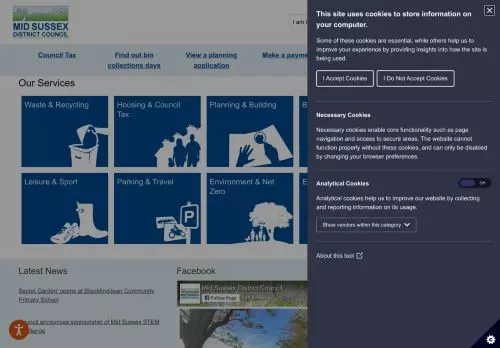 MID SUSSEX
DISTRICT COUNCIL
I am l
Council Tax
Find out bin
collections days
View a planning
application
Make a payme
Our Services
Waste & Recycling
Housing & Council
Tax
Planning & Building
B
Leisure & Sport
Parking & Travel
Environment & Net
Zero
Latest News
Secret Garden' opens at Blyddingdean Community
Primary School
Council announces sponsorship of Mid Sussex STEM
Facebook
MID SUSSEX
Mid Sussex District Council
Follow Page
This site uses cookies to store information on
your computer.
Some of these cookies are essential, while others help us to
improve your experience by providing insights into how the site is
being used.
I Accept Cookies
I Do Not Accept Cookies
Necessary Cookies
Necessary cookies enable core functionality such as page
navigation and access to secure areas. The website cannot
function properly without these cookies, and can only be disabled
by changing your browser preferences.
Analytical Cookies
Off
Analytical cookies help us to improve our website by collecting
and reporting information on its usage.
Show vendors within this category
About this tool